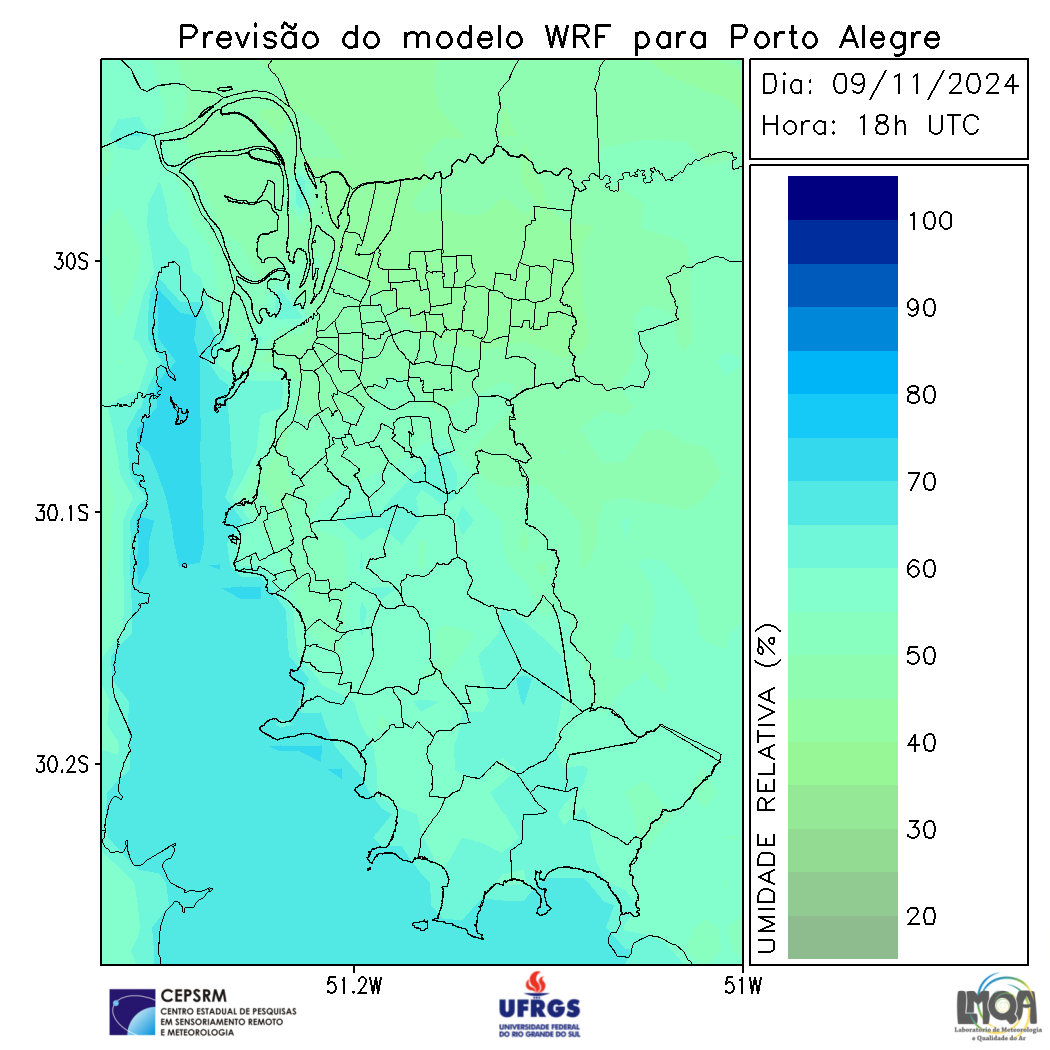 Previsão do modelo WRF para Porto Alegre
Dia: 09/11/2024
Hora: 18h UTC
30S
30.1S
30.2S
51.2W
51W
UMIDADE RELATIVA (%)
100
90
80
70
60
50
40
30
20
CEPSRM
CENTRO ESTADUAL DE PESQUISAS
EM SENSORIAMENTO REMOTO
E METEOROLOGIA
UFRGS
UNIVERSIDADE FEDERAL
DO RIO GRANDE DO SUL
LMQA
Laboratório de Meteorologia
e Qualidade do Ar